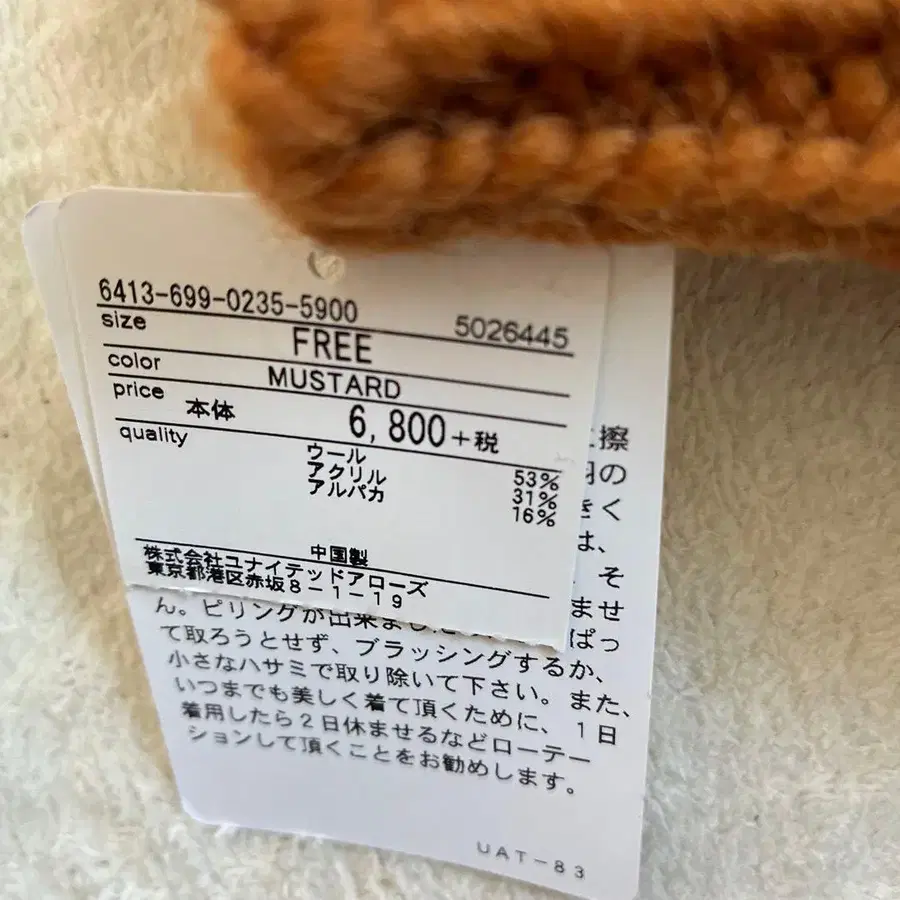 6413-699-0235-5900 5026445
size FREE
color MUSTARD
price 本体 6,800+税
quality
ウール 53%
アクリル 31%
アルパカ 16%
中国製
株式会社ユナイテッドアローズ
東京都港区赤坂8-1-19
擦
の
きく
は、
。そ
ませ
ん。ピリングが出来
ぱっ
て取ろうとせず、ブラッシングするか、
小さなハサミで取り除いて下さい。また、
いつまでも美しく着て頂くために、1日
着用したら2日休ませるなどローテー
ションして頂くことをお勧めします。
UAT-83